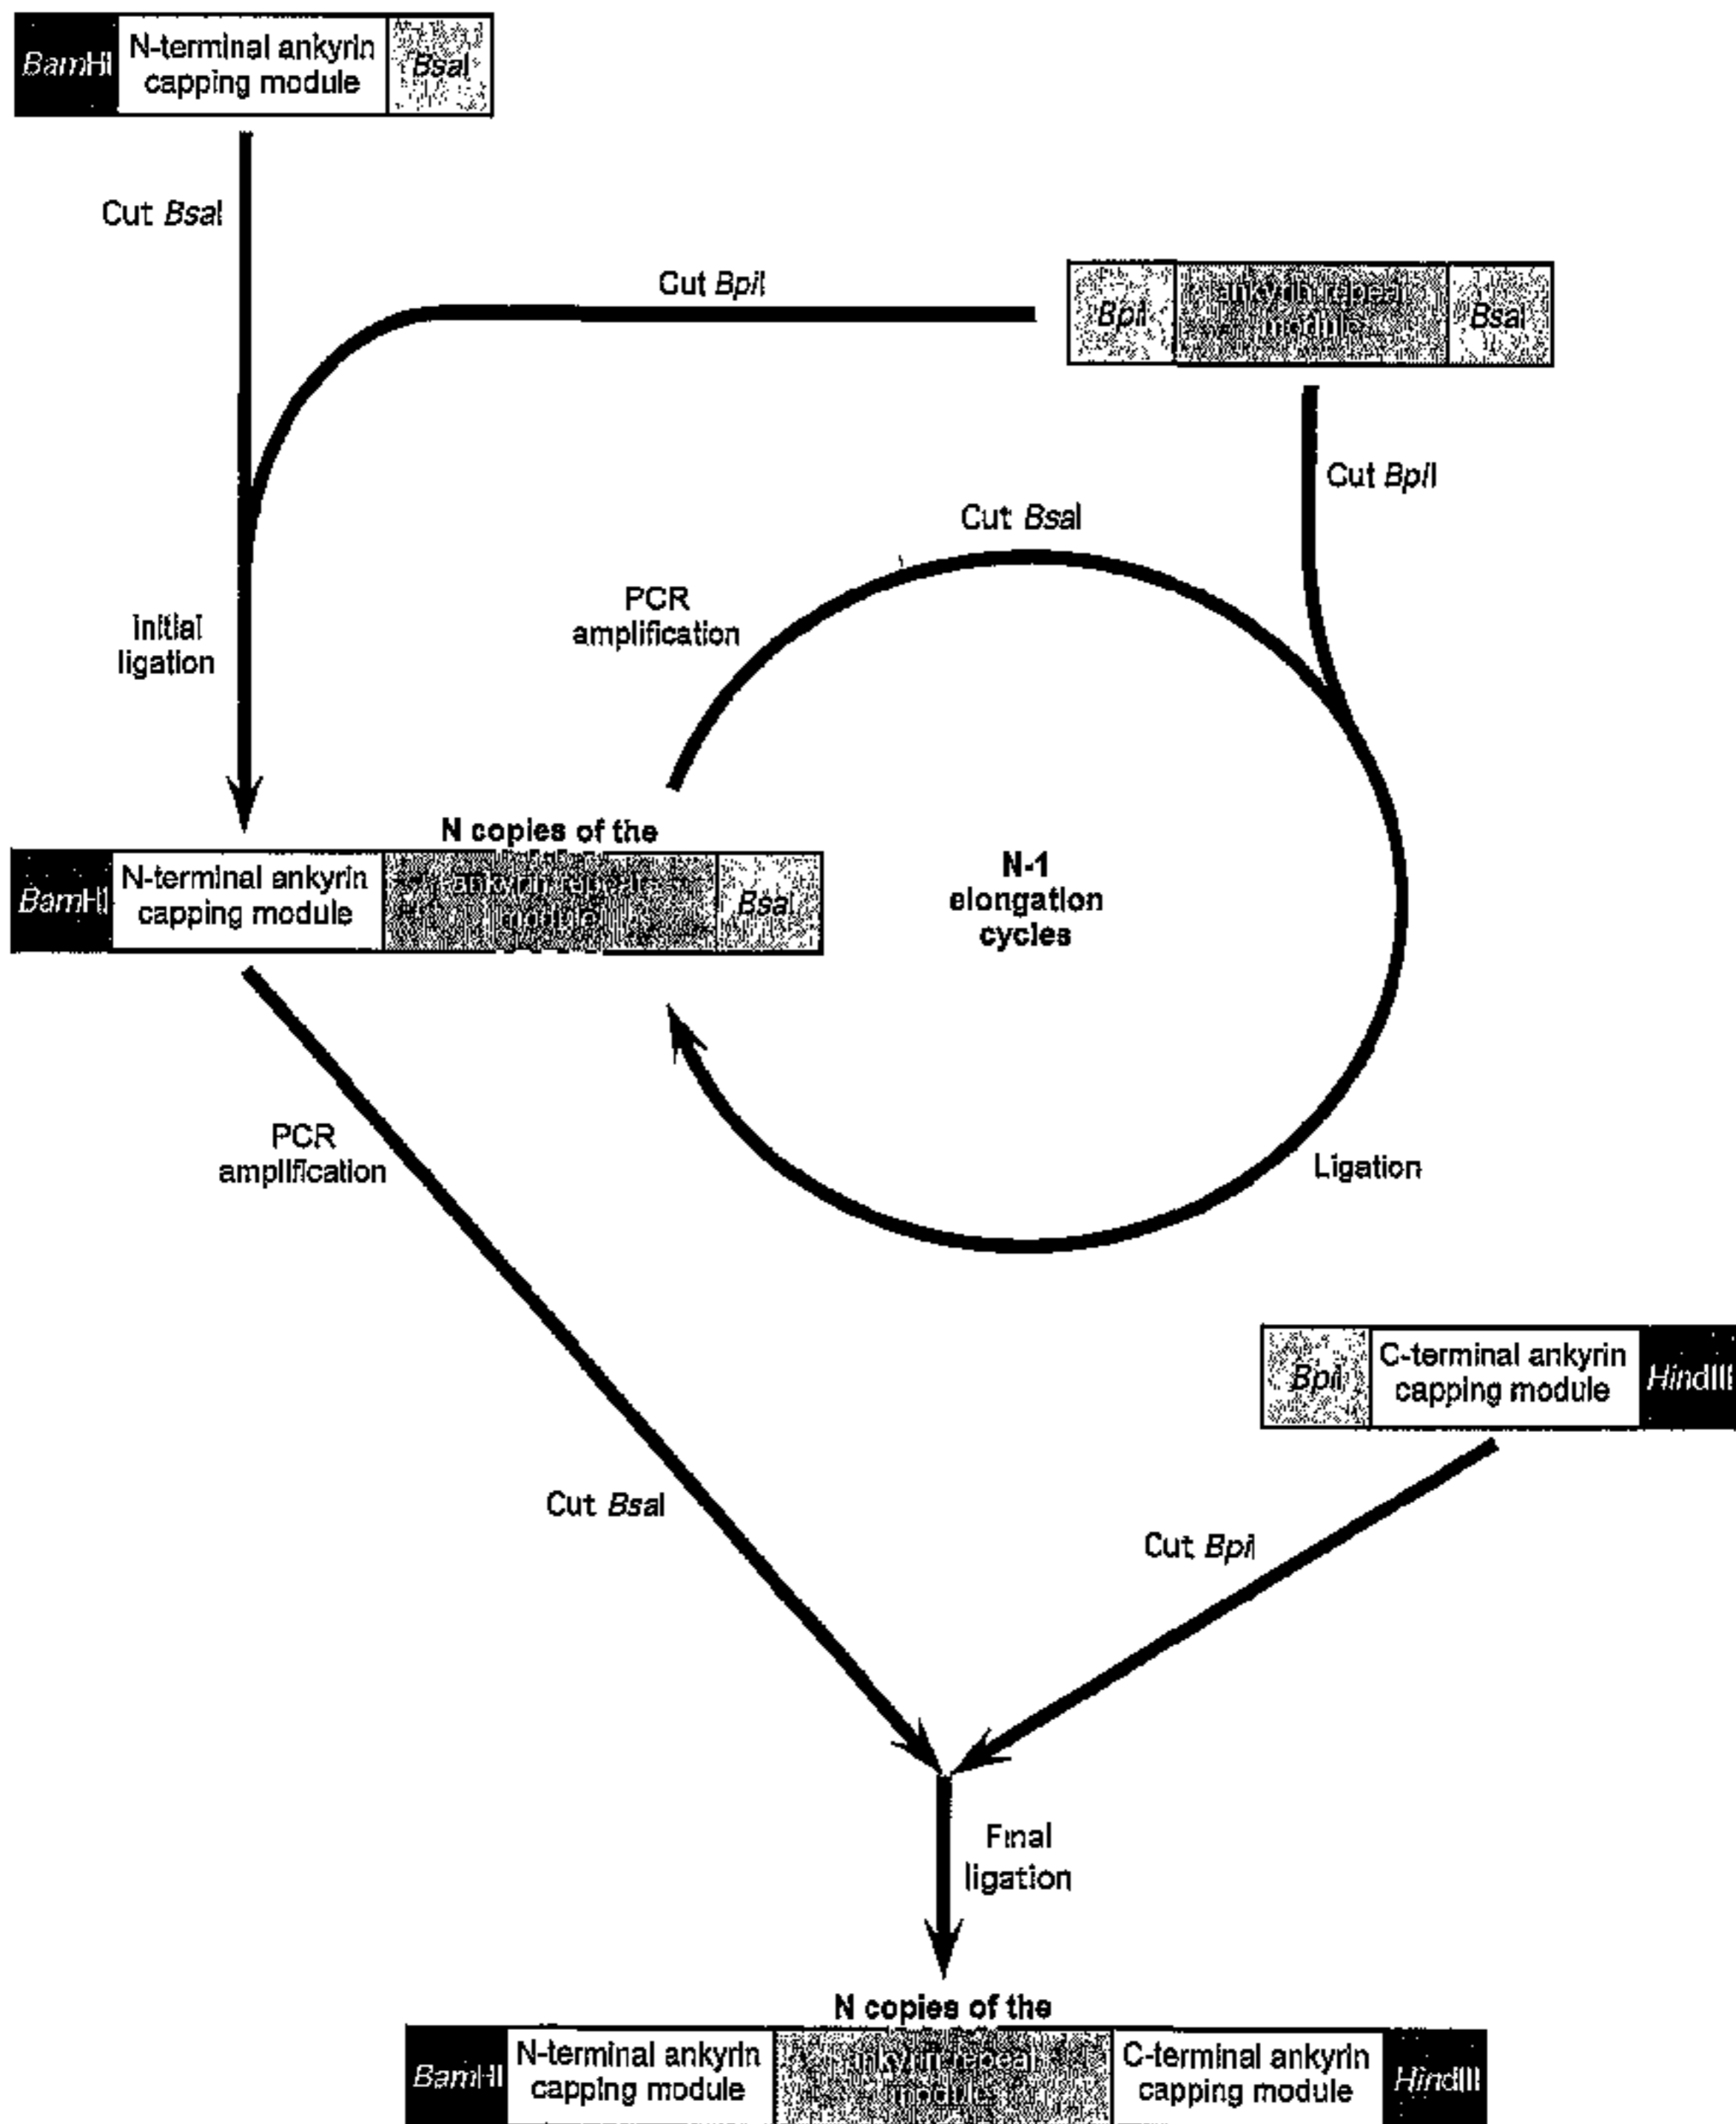 BamHI
N-terminal ankyrin
capping module
BsaI
Cut BsaI
Cut BpiI
BpiI
ankyrin repeat
module
BsaI
Cut BpiI
Cut BsaI
PCR
amplification
Initial
ligation
N copies of the
BamHI
N-terminal ankyrin
capping module
ankyrin repeat
module
BsaI
N-1
elongation
cycles
PCR
amplification
Ligation
BpiI
C-terminal ankyrin
capping module
HindIII
Cut BsaI
Cut BpiI
Final
ligation
N copies of the
BamHI
N-terminal ankyrin
capping module
ankyrin repeat
module
C-terminal ankyrin
capping module
HindIII